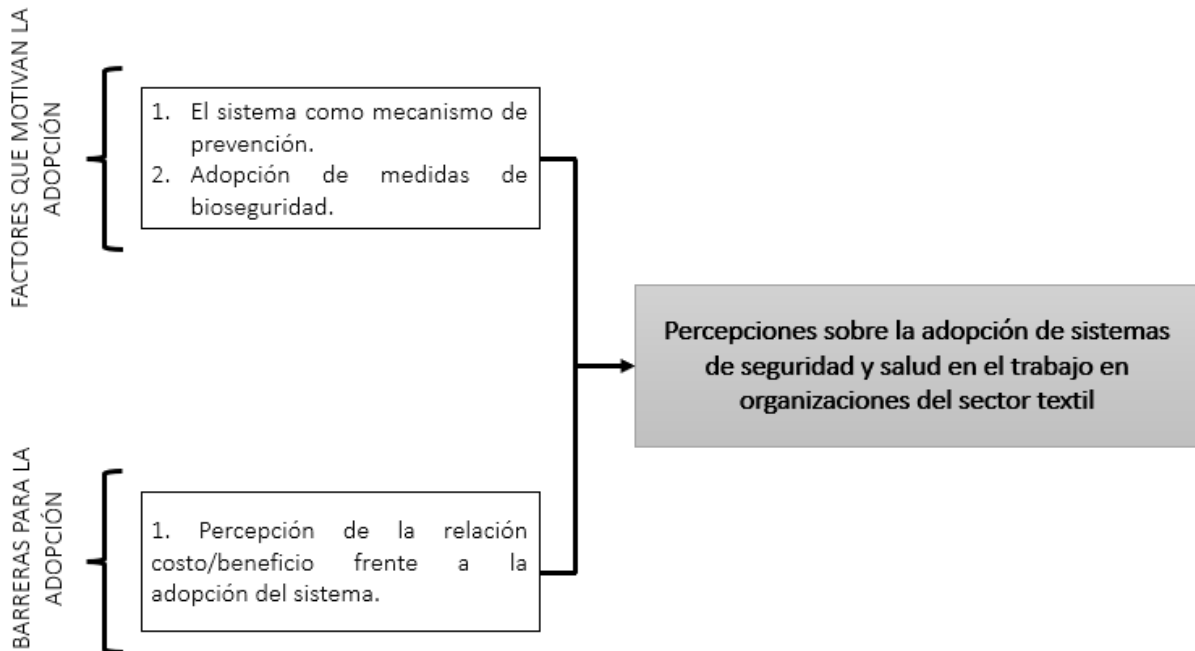 FACTORES QUE MOTIVAN LA
ADOPCIÓN
1. El sistema como mecanismo de
prevención.
2. Adopción de medidas de
bioseguridad.
Percepciones sobre la adopción de sistemas
de seguridad y salud en el trabajo en
organizaciones del sector textil
BARRERAS PARA LA
ADOPCIÓN
1. Percepción de la relación
costo/beneficio frente a la
adopción del sistema.